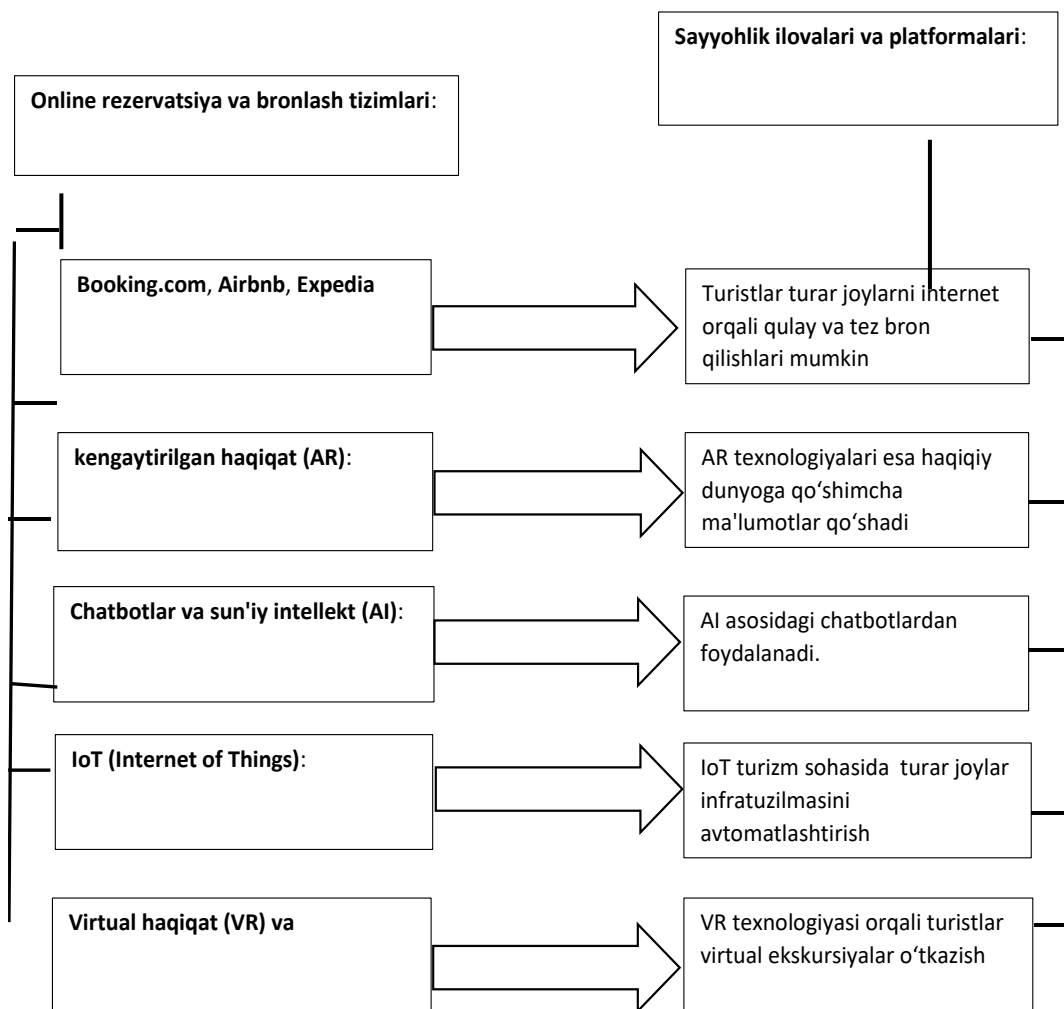 Sayyohlik ilovalari va platformalari:
Online rezervatsiya va bronlash tizimlari:
Booking.com, Airbnb, Expedia
Turistlar turar joylarni internet
orqali qulay va tez bron
qilishlari mumkin
kengaytirilgan haqiqat (AR):
AR texnologiyalari esa haqiqiy
dunyoga qo‘shimcha
ma'lumotlar qo‘shadi
Chatbotlar va sun'iy intellekt (AI):
AI asosidagi chatbotlardan
foydalanadi.
IoT (Internet of Things):
IoT turizm sohasida  turar joylar
infratuzilmasini
avtomatlashtirish
Virtual haqiqat (VR) va
VR texnologiyasi orqali turistlar
virtual ekskursiyalar o‘tkazish